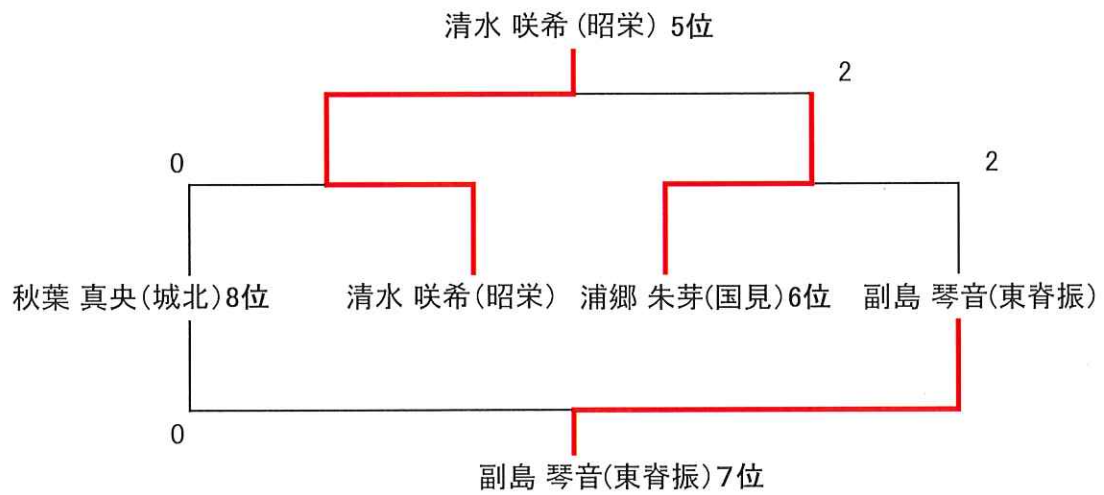 清水 咲希 (昭栄) 5位
2
0
2
秋葉 真央(城北)8位
清水 咲希(昭栄)
浦郷 朱芽(国見)6位
副島 琴音(東脊振)
0
副島 琴音(東脊振)7位